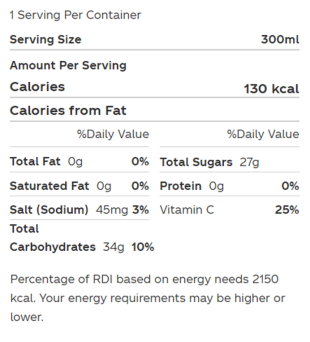 1 Serving Per Container
Serving Size 300ml
Amount Per Serving
Calories 130 kcal
Calories from Fat
%Daily Value %Daily Value
Total Fat 0g 0% Total Sugars 27g
Saturated Fat 0g 0% Protein 0g 0%
Salt (Sodium) 45mg 3% Vitamin C 25%
Total
Carbohydrates 34g 10%
Percentage of RDI based on energy needs 2150
kcal. Your energy requirements may be higher or
lower.